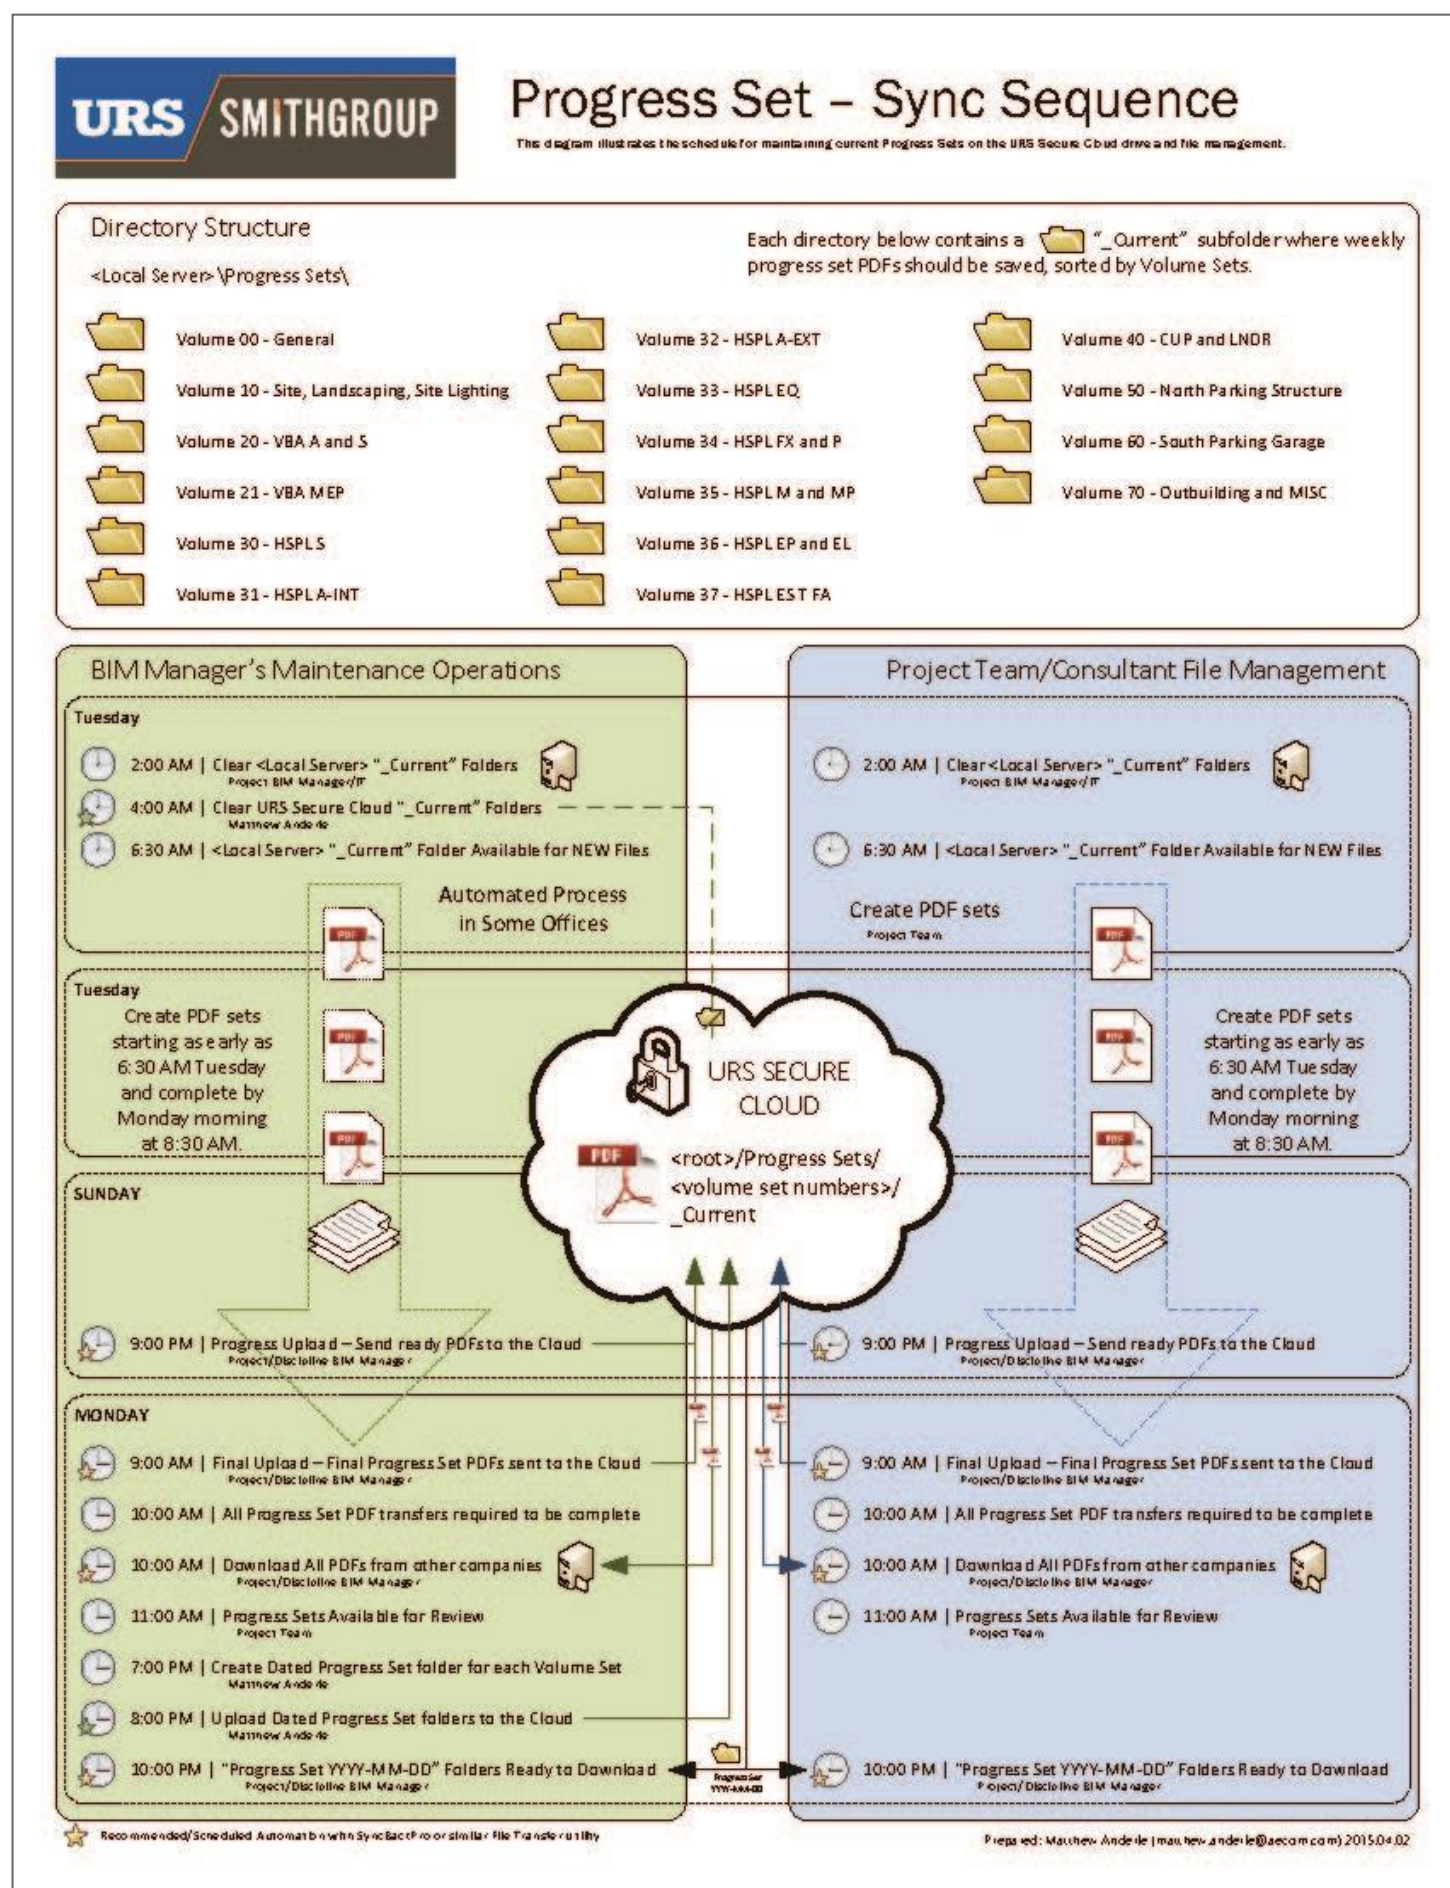 URS SMITHGROUP
Progress Set – Sync Sequence
This diagram illustrates the schedule for maintaining current Progress Sets on the URS Secure Cloud drive and file management.
Directory Structure
<Local Server>\Progress Sets\
Each directory below contains a "_Current" subfolder where weekly
progress set PDFs should be saved, sorted by Volume Sets.
Volume 00 - General
Volume 10 - Site, Landscaping, Site Lighting
Volume 20 - VBA A and S
Volume 21 - VBA MEP
Volume 30 - HSPL S
Volume 31 - HSPL A-INT
Volume 32 - HSPL A-EXT
Volume 33 - HSPL EQ
Volume 34 - HSPL FX and P
Volume 35 - HSPL M and MP
Volume 36 - HSPL EP and EL
Volume 37 - HSPL EST FA
Volume 40 - CUP and LNDR
Volume 50 - North Parking Structure
Volume 60 - South Parking Garage
Volume 70 - Outbuilding and MISC
BIM Manager's Maintenance Operations
Tuesday
2:00 AM | Clear <Local Server> "_Current" Folders
Project BIM Manager/IT
4:00 AM | Clear URS Secure Cloud "_Current" Folders
Matthew Anderle
6:30 AM | <Local Server> "_Current" Folder Available for NEW Files
Automated Process
in Some Offices
PDF
Tuesday
Create PDF sets
starting as early as
6:30 AM Tuesday
and complete by
Monday morning
at 8:30 AM.
PDF
PDF
SUNDAY
9:00 PM | Progress Upload – Send ready PDFs to the Cloud
Project/Discipline BIM Manager
MONDAY
9:00 AM | Final Upload – Final Progress Set PDFs sent to the Cloud
Project/Discipline BIM Manager
10:00 AM | All Progress Set PDF transfers required to be complete
10:00 AM | Download All PDFs from other companies
Project/Discipline BIM Manager
11:00 AM | Progress Sets Available for Review
Project Team
7:00 PM | Create Dated Progress Set folder for each Volume Set
Matthew Anderle
8:00 PM | Upload Dated Progress Set folders to the Cloud
Matthew Anderle
10:00 PM | "Progress Set YYYY-MM-DD" Folders Ready to Download
Project/Discipline BIM Manager
URS SECURE
CLOUD
PDF
<root>/Progress Sets/
<volume set numbers>/
_Current
Progress Set
YYYY-MM-DD
Project Team/Consultant File Management
2:00 AM | Clear <Local Server> "_Current" Folders
Project BIM Manager/IT
6:30 AM | <Local Server> "_Current" Folder Available for NEW Files
Create PDF sets
Project Team
PDF
PDF
PDF
Create PDF sets
starting as early as
6:30 AM Tuesday
and complete by
Monday morning
at 8:30 AM.
9:00 PM | Progress Upload – Send ready PDFs to the Cloud
Project/Discipline BIM Manager
9:00 AM | Final Upload – Final Progress Set PDFs sent to the Cloud
Project/Discipline BIM Manager
10:00 AM | All Progress Set PDF transfers required to be complete
10:00 AM | Download All PDFs from other companies
Project/Discipline BIM Manager
11:00 AM | Progress Sets Available for Review
Project Team
10:00 PM | "Progress Set YYYY-MM-DD" Folders Ready to Download
Project/Discipline BIM Manager
Recommended/Scheduled Automation with SyncBackPro or similar File Transfer utility
Prepared: Matthew Anderle (matthew.anderle@aecom.com) 2015.04.02